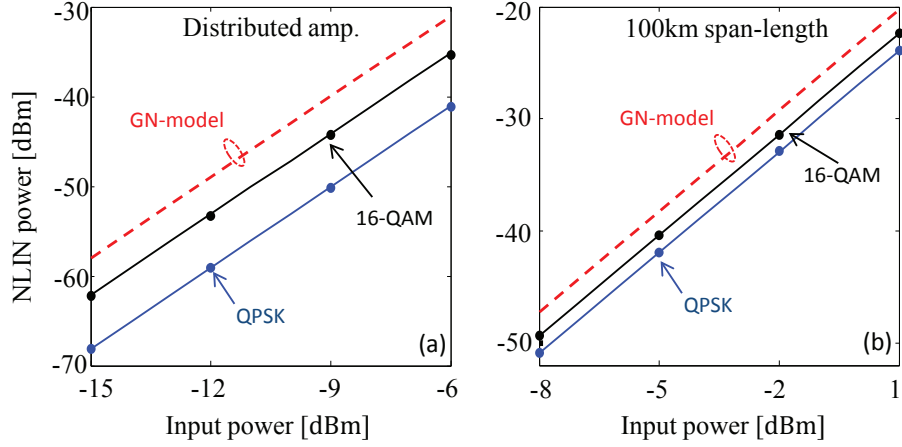 Distributed amp.
NLIN power [dBm]
-30
-40
-50
-60
-70
GN-model
16-QAM
QPSK
(a)
-15
-12
-9
-6
Input power [dBm]
100km span-length
-20
-30
-40
-50
GN-model
16-QAM
QPSK
(b)
-8
-5
-2
1
Input power [dBm]